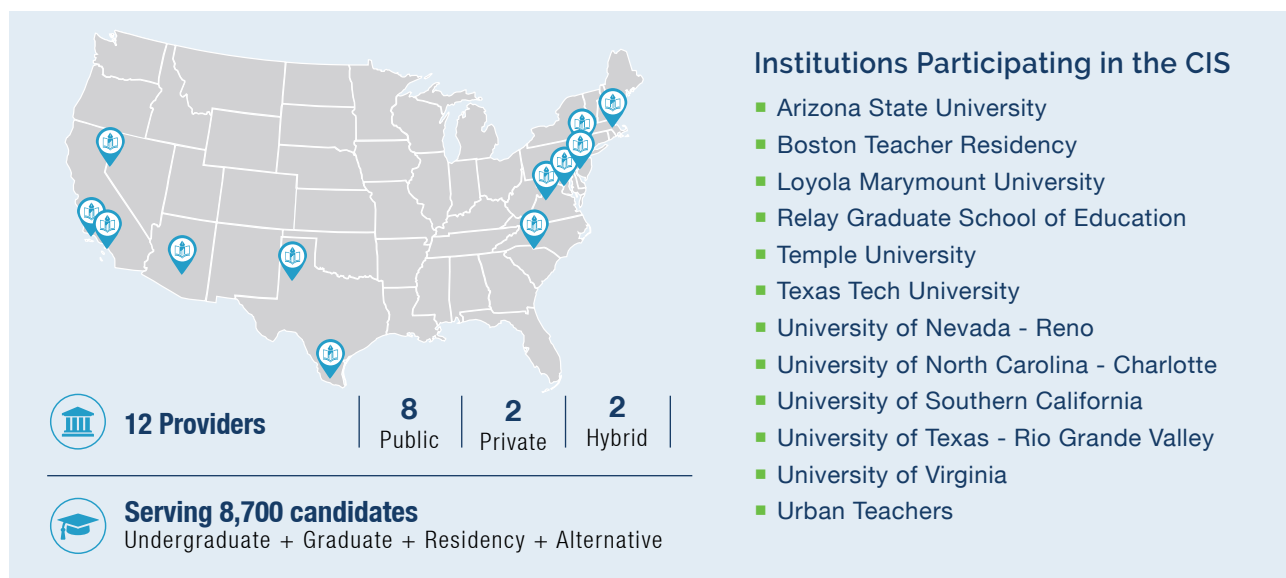 Institutions Participating in the CIS
Arizona State University
Boston Teacher Residency
Loyola Marymount University
Relay Graduate School of Education
Temple University
Texas Tech University
University of Nevada - Reno
University of North Carolina - Charlotte
University of Southern California
University of Texas - Rio Grande Valley
University of Virginia
Urban Teachers
12 Providers
8
Public
2
Private
2
Hybrid
Serving 8,700 candidates
Undergraduate + Graduate + Residency + Alternative